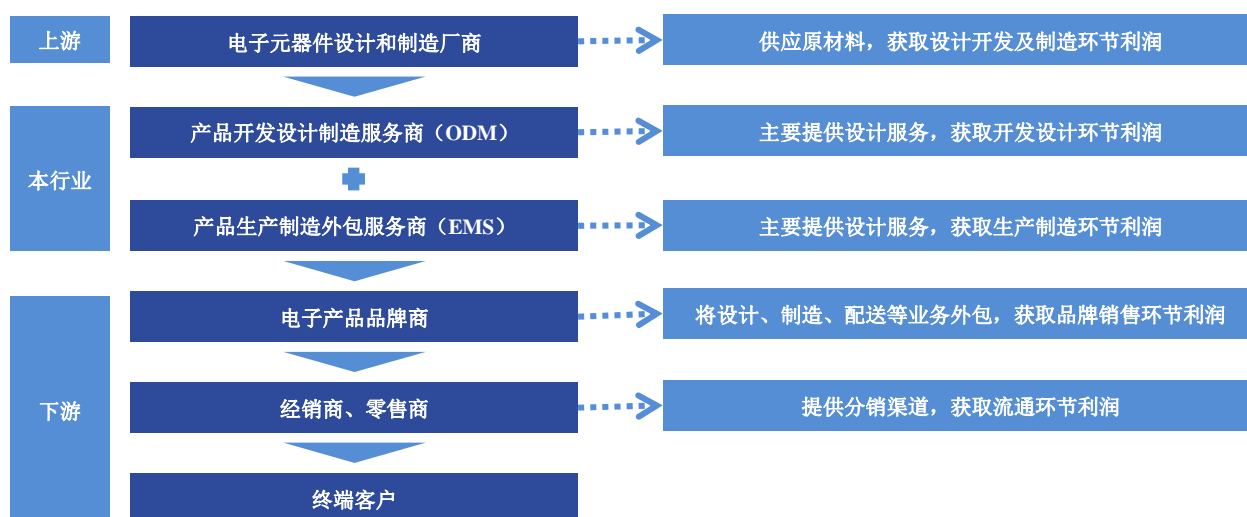 上游
电子元器件设计和制造厂商
供应原材料，获取设计开发及制造环节利润
本行业
产品开发设计制造服务商（ODM）
主要提供设计服务，获取开发设计环节利润
产品生产制造外包服务商（EMS）
主要提供设计服务，获取生产制造环节利润
下游
电子产品品牌商
将设计、制造、配送等业务外包，获取品牌销售环节利润
经销商、零售商
提供分销渠道，获取流通环节利润
终端客户